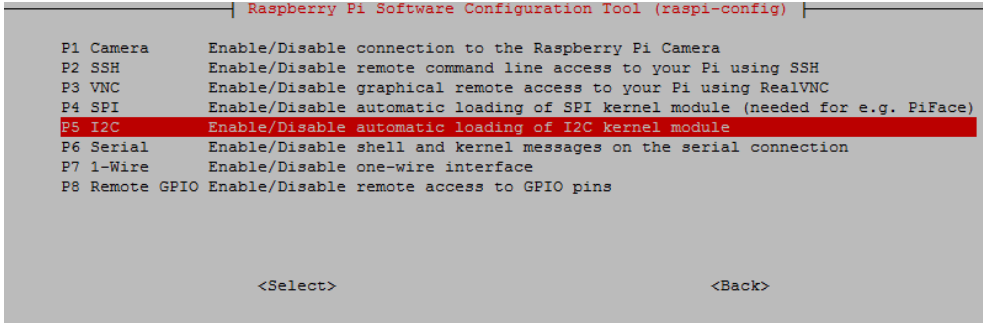 Raspberry Pi Software Configuration Tool (raspi-config)
P1 Camera Enable/Disable connection to the Raspberry Pi Camera
P2 SSH Enable/Disable remote command line access to your Pi using SSH
P3 VNC Enable/Disable graphical remote access to your Pi using RealVNC
P4 SPI Enable/Disable automatic loading of SPI kernel module (needed for e.g. PiFace)
P5 I2C Enable/Disable automatic loading of I2C kernel module
P6 Serial Enable/Disable shell and kernel messages on the serial connection
P7 1-Wire Enable/Disable one-wire interface
P8 Remote GPIO Enable/Disable remote access to GPIO pins
<Select> <Back>